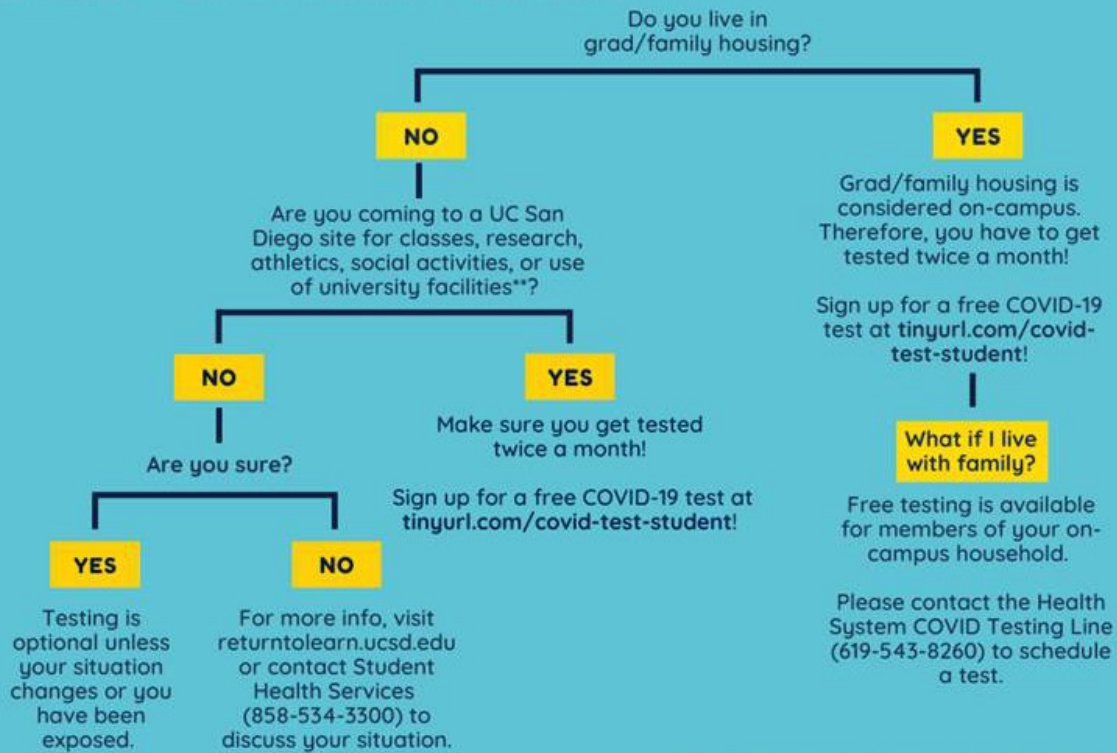 Do you live in
grad/family housing?
NO
YES
Are you coming to a UC San
Diego site for classes, research,
athletics, social activities, or use
of university facilities**?
NO
YES
Are you sure?
YES
NO
Testing is
optional unless
your situation
changes or you
have been
exposed.
For more info, visit
returntolearn.ucsd.edu
or contact Student
Health Services
(858-534-3300) to
discuss your situation.
Make sure you get tested
twice a month!
Sign up for a free COVID-19 test at
tinyurl.com/covid-test-student!
Grad/family housing is
considered on-campus.
Therefore, you have to get
tested twice a month!
Sign up for a free COVID-19
test at tinyurl.com/covid-
test-student!
What if I live
with family?
Free testing is available
for members of your on-
campus household.
Please contact the Health
System COVID Testing Line
(619-543-8260) to schedule
a test.